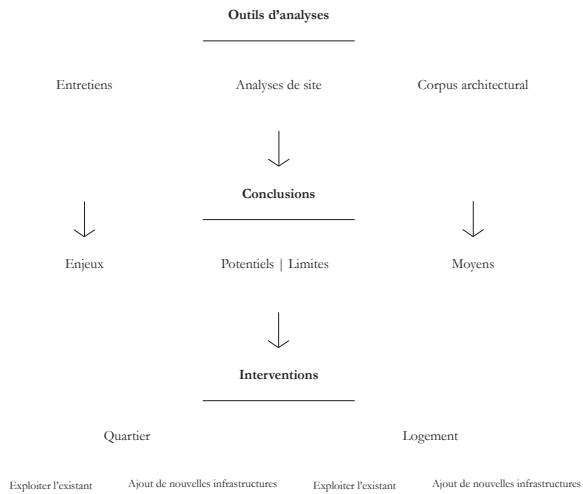 Outils d'analyses
Entretiens Analyses de site Corpus architectural
Conclusions
Enjeux Potentiels | Limites Moyens
Interventions
Quartier Logement
Exploiter l'existant Ajout de nouvelles infrastructures Exploiter l'existant Ajout de nouvelles infrastructures